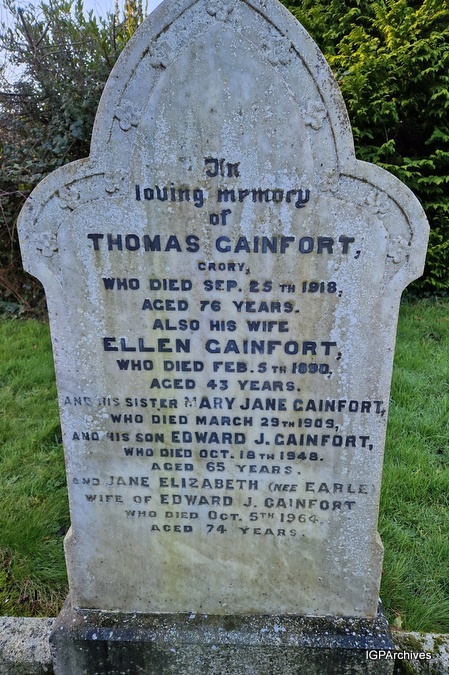 In
loving memory
of
THOMAS GAINFORT,
CRORY,
WHO DIED SEP. 25TH 1918,
AGED 76 YEARS.
ALSO HIS WIFE
ELLEN GAINFORT,
WHO DIED FEB. 5TH 1890,
AGED 43 YEARS.
AND HIS SISTER MARY JANE GAINFORT,
WHO DIED MARCH 29TH 1909,
AND HIS SON EDWARD J. GAINFORT,
WHO DIED OCT. 18TH 1948.
AGED 65 YEARS.
AND JANE ELIZABETH (NEE EARLE)
WIFE OF EDWARD J. GAINFORT
WHO DIED OCT. 5TH 1964.
AGED 74 YEARS.
IGPArchives